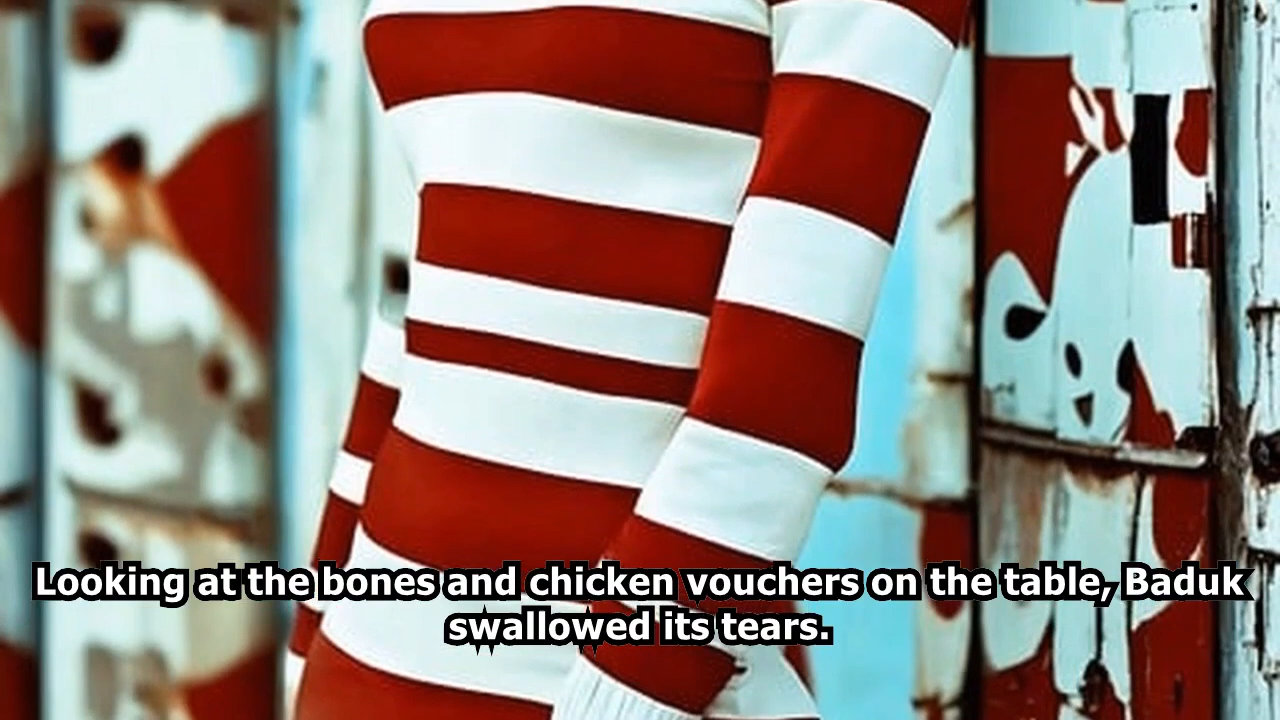 Looking at the bones and chicken vouchers on the table, Baduk
swallowed its tears.